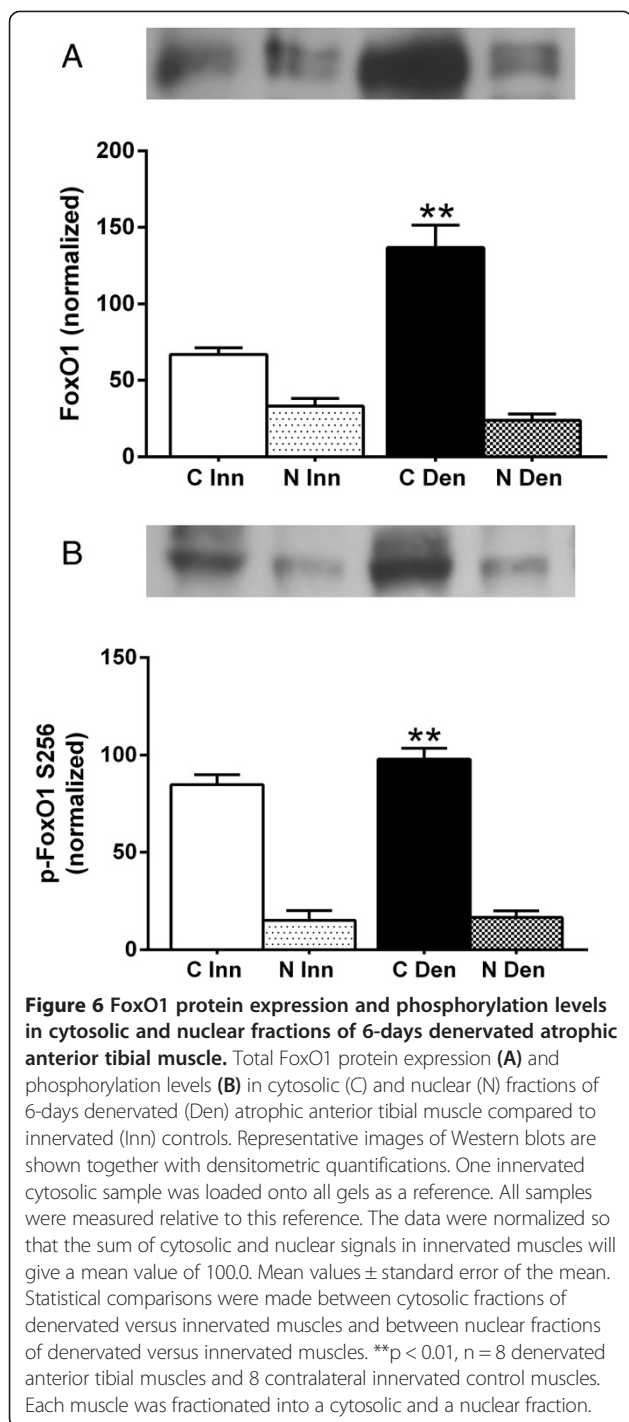 A
200
**
150
100
50
0
FoxO1 (normalized)
C Inn N Inn C Den N Den
B
150
**
100
50
0
p-FoxO1 S256
(normalized)
C Inn N Inn C Den N Den
Figure 6 FoxO1 protein expression and phosphorylation levels
in cytosolic and nuclear fractions of 6-days denervated atrophic
anterior tibial muscle. Total FoxO1 protein expression (A) and
phosphorylation levels (B) in cytosolic (C) and nuclear (N) fractions of
6-days denervated (Den) atrophic anterior tibial muscle compared to
innervated (Inn) controls. Representative images of Western blots are
shown together with densitometric quantifications. One innervated
cytosolic sample was loaded onto all gels as a reference. All samples
were measured relative to this reference. The data were normalized so
that the sum of cytosolic and nuclear signals in innervated muscles will
give a mean value of 100.0. Mean values ± standard error of the mean.
Statistical comparisons were made between cytosolic fractions of
denervated versus innervated muscles and between nuclear fractions
of denervated versus innervated muscles. **p < 0.01, n = 8 denervated
anterior tibial muscles and 8 contralateral innervated control muscles.
Each muscle was fractionated into a cytosolic and a nuclear fraction.